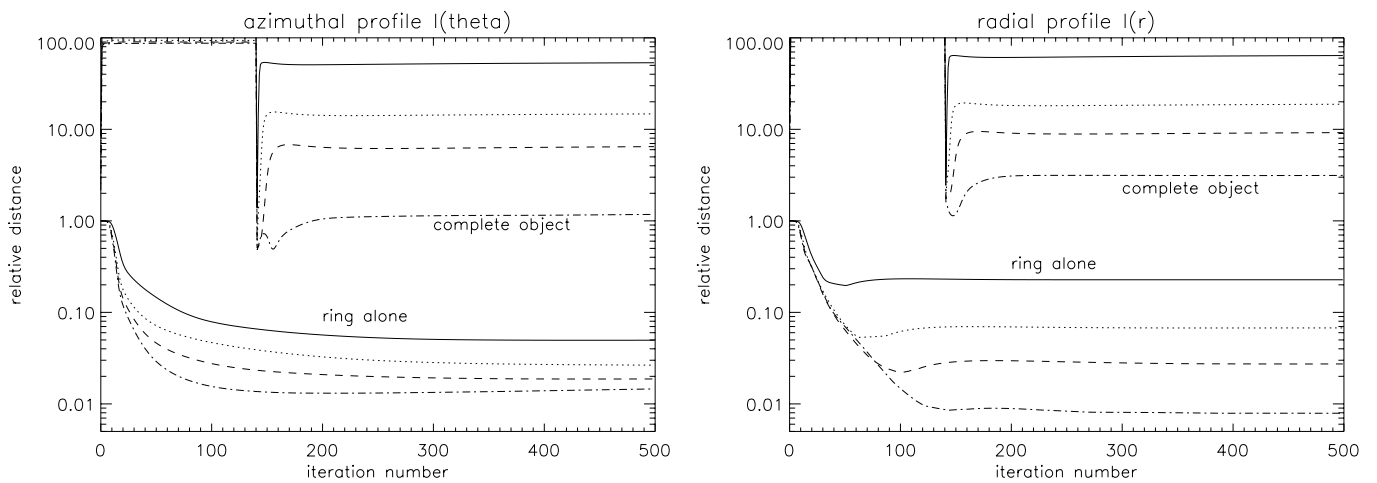 azimuthal profile I(theta)
100.00
10.00
1.00
0.10
0.01
relative distance
complete object
ring alone
0 100 200 300 400 500
iteration number
radial profile I(r)
100.00
10.00
1.00
0.10
0.01
relative distance
complete object
ring alone
0 100 200 300 400 500
iteration number